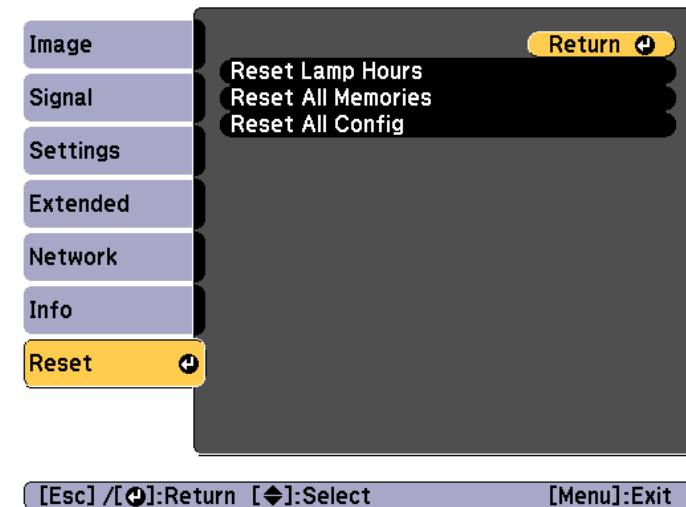 Image
Signal
Settings
Extended
Network
Info
Reset
Return
Reset Lamp Hours
Reset All Memories
Reset All Config
[Esc] /[ ]:Return [ ]:Select [Menu]:Exit